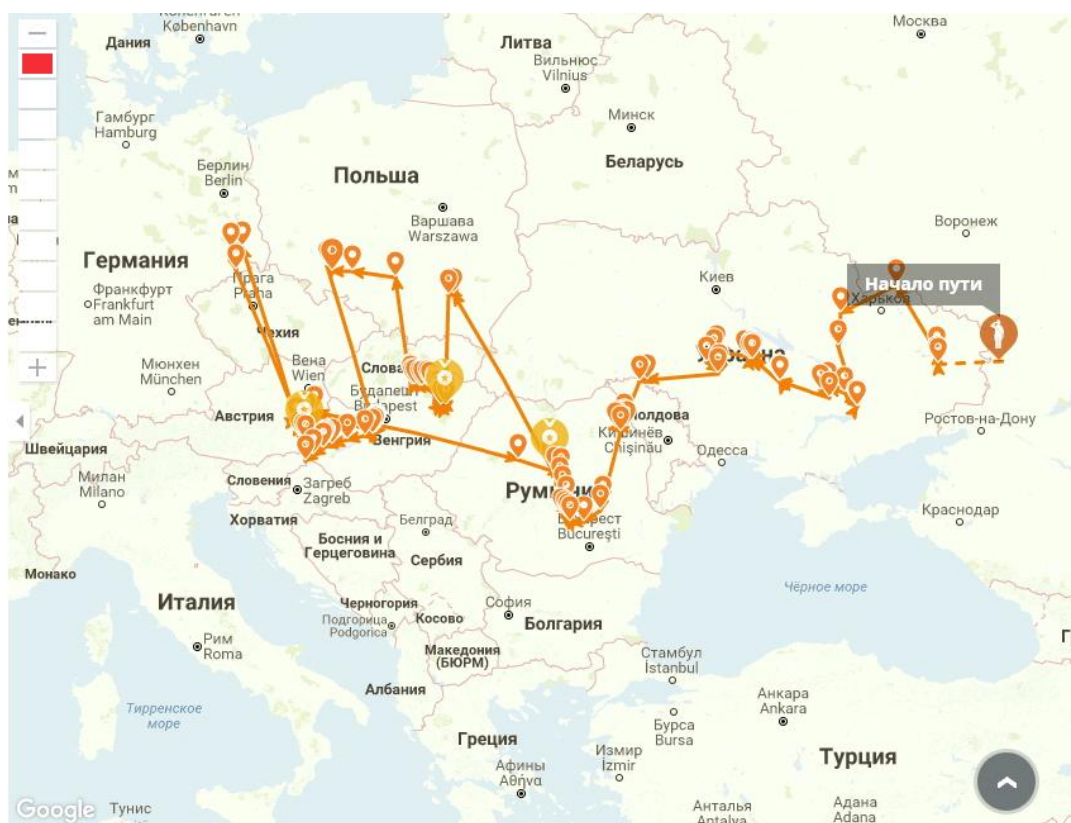 København
Дания
Литва
Вильнюс
Vilnius
Москва
Гамбург
Hamburg
Минск
Беларусь
Берлин
Berlin
Польша
Варшава
Warszawa
Воронеж
Германия
Франкфурт
Frankfurt
am Main
Прага
Praha
Чехия
Киев
Харьков
Начало пути
Мюнхен
München
Вена
Wien
Слова
Будапешт
Budapest
Австрия
Венгрия
Кишинёв
Chișinău
Одесса
Ростов-на-Дону
Швейцария
Милан
Milano
Словения
Загреб
Zagreb
Хорватия
Белград
București
Краснодар
Босния и
Герцеговина
Сербия
Монако
Италия
Черногория
Подгорица
Podgorica
Косово
София
Болгария
Чёрное море
Рим
Roma
Македония
(БЮРМ)
Стамбул
İstanbul
Албания
Тирренское
море
Анкара
Ankara
Бурса
Bursa
Греция
Измир
İzmir
Турция
Афины
Αθήνα
Google
Тунис
Анталья
Antalya
Адана
Adana